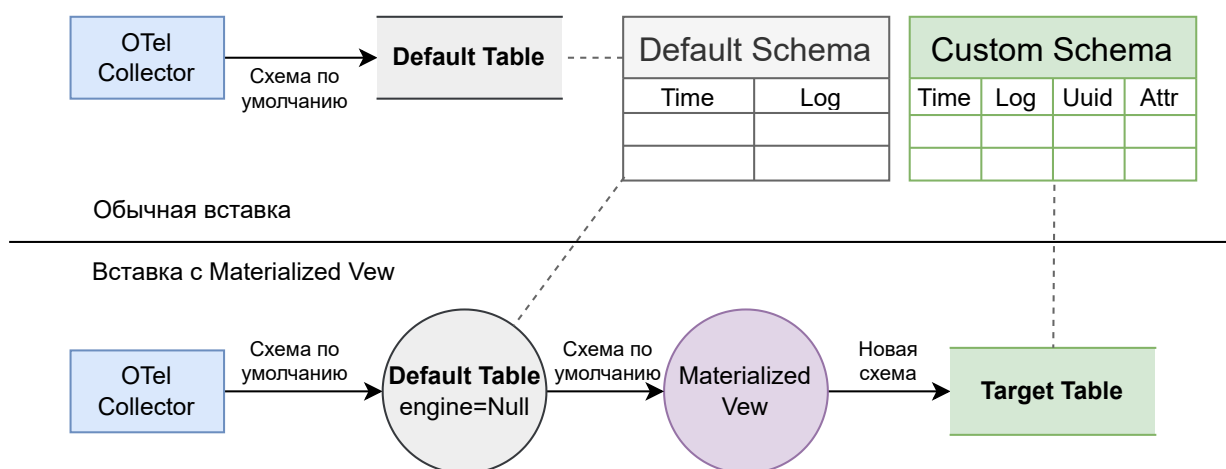 OTel
Collector
Схема по
умолчанию
Default Table
Default Schema
Time Log
Custom Schema
Time Log Uuid Attr
Обычная вставка
Вставка с Materialized Vew
OTel
Collector
Схема по
умолчанию
Default Table
engine=Null
Схема по
умолчанию
Materialized
Vew
Новая
схема
Target Table